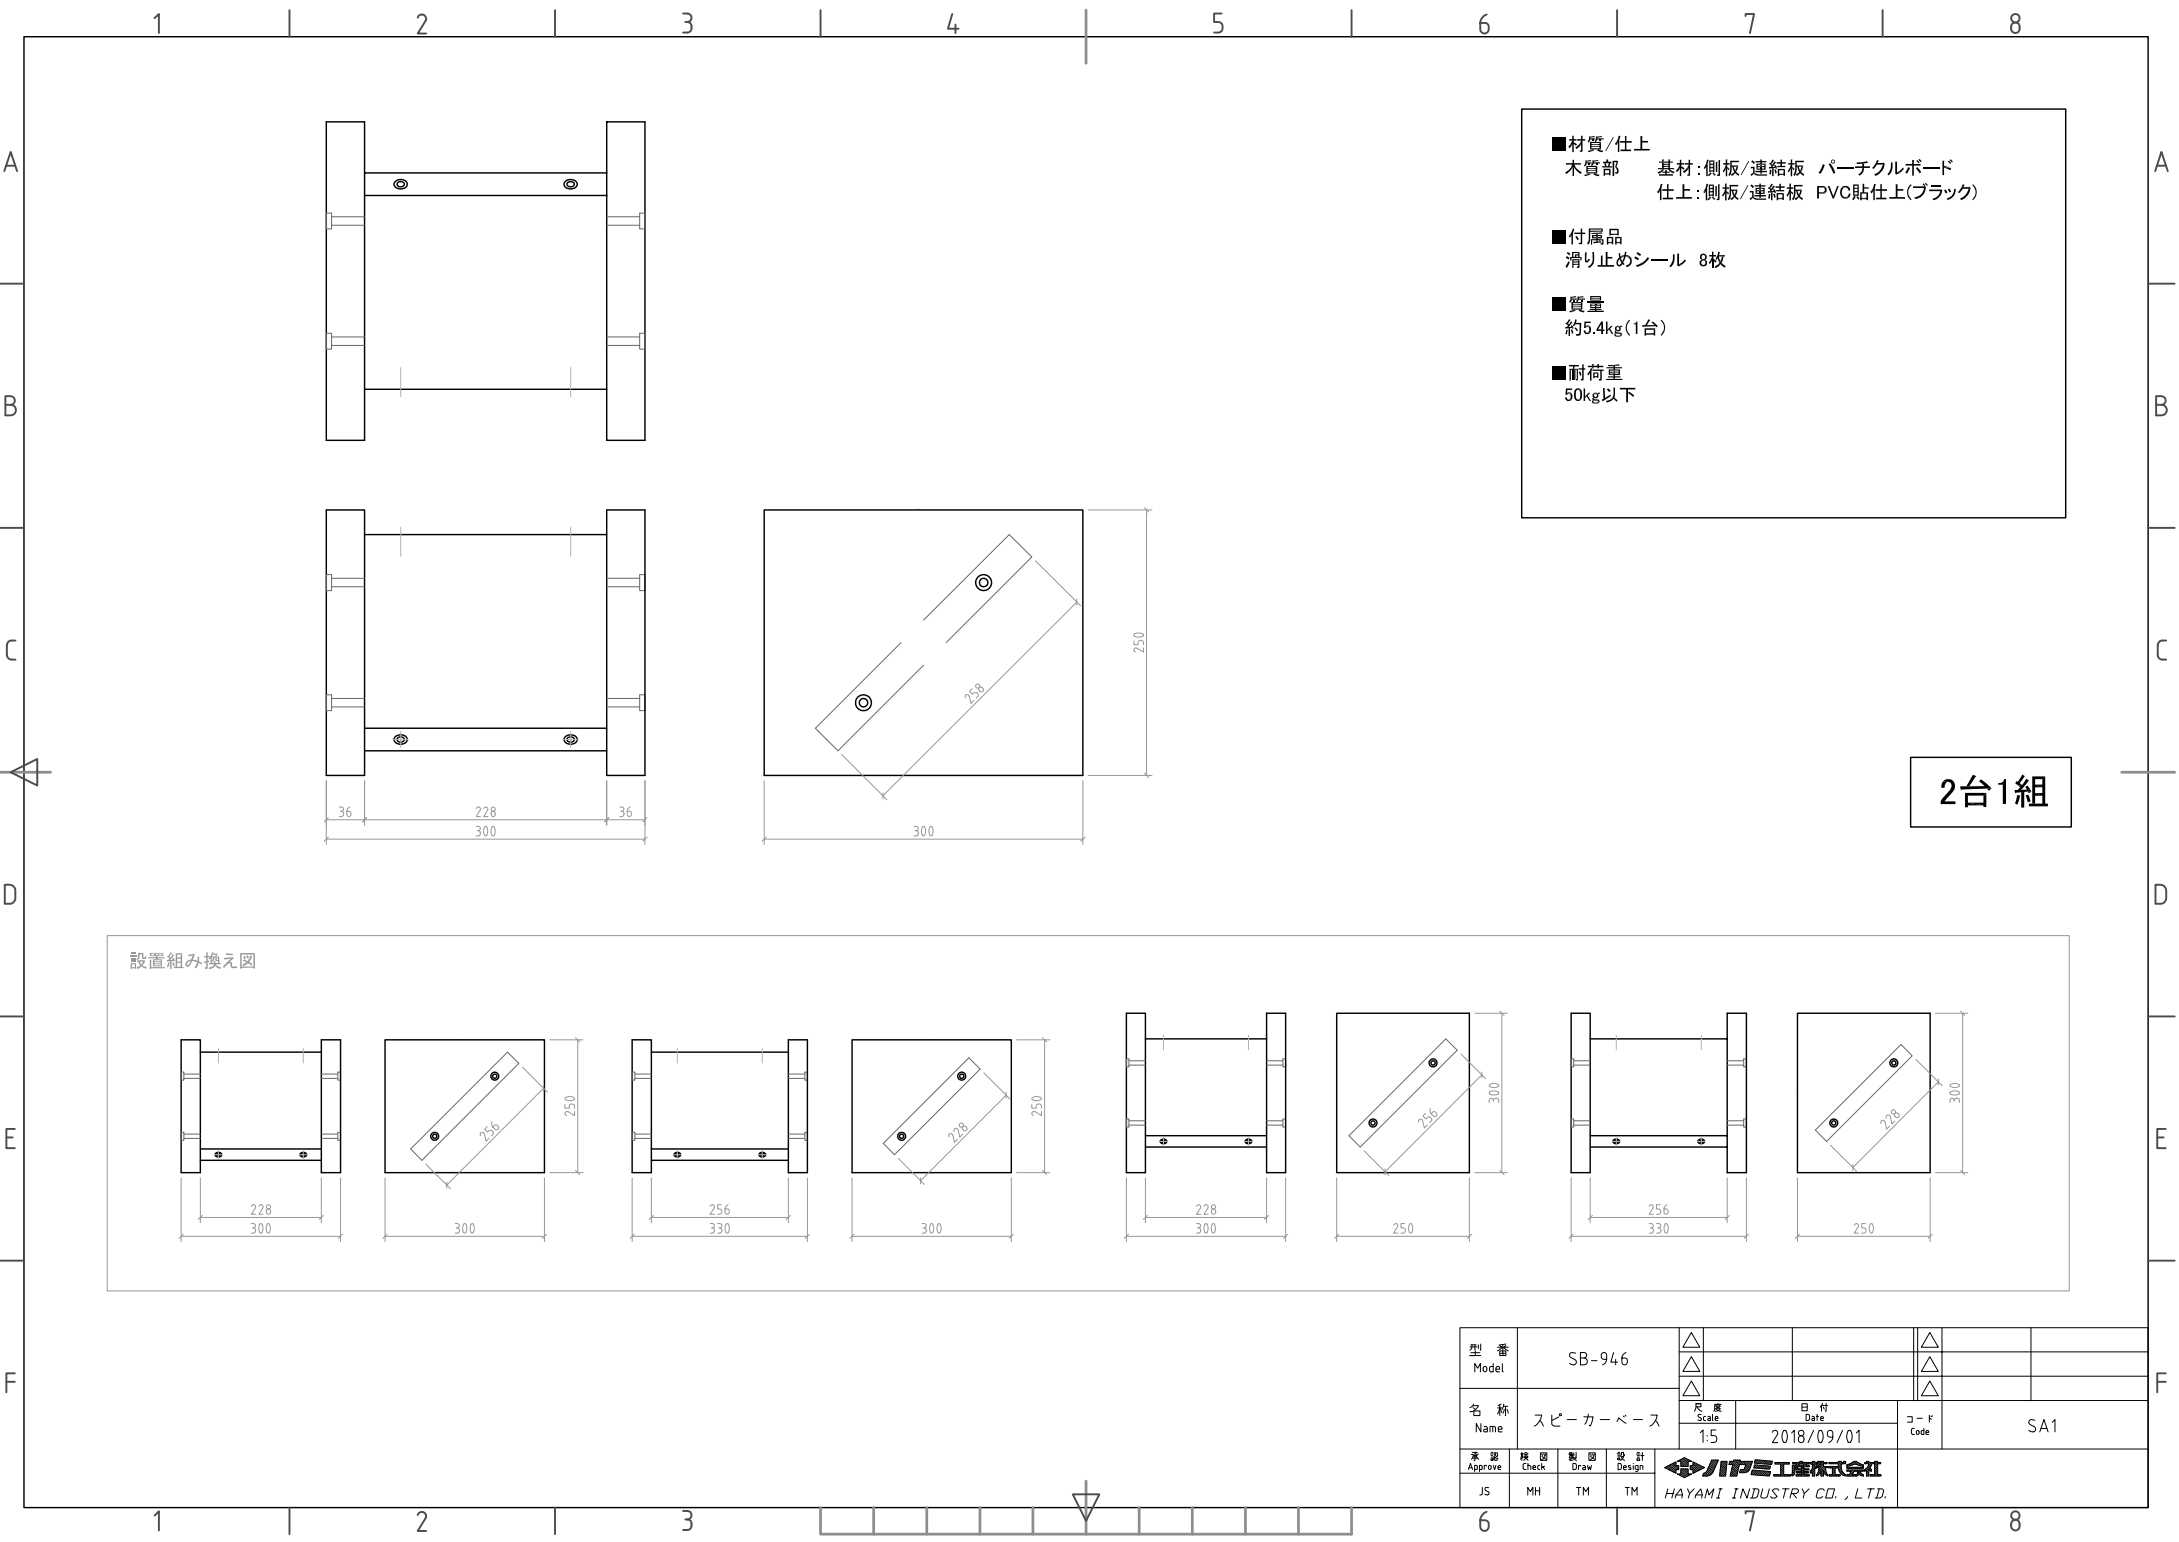 1 2 3 4 5 6 7 8
A A
■材質/仕上
木質部 基材:側板/連結板 パーチクルボード
仕上:側板/連結板 PVC貼仕上(ブラック)
■付属品
滑り止めシール 8枚
■質量
約5.4kg(1台)
■耐荷重
50kg以下
B B
C C
258
250
36 228 36
300
300
2台1組
D D
設置組み換え図
E E
256
250
228
300
300
228
250
256
330
300
256
300
228
300
250
228
300
256
330
250
型番
Model
SB-946
名称
Name
スピーカーベース
尺度
Scale
1:5
日付
Date
2018/09/01
コード
Code
SA1
承認
Approve
検図
Check
製図
Draw
設計
Design
JS MH TM TM
ハヤミ工産株式会社
HAYAMI INDUSTRY CO. , LTD.
F F
1 2 3 6 7 8